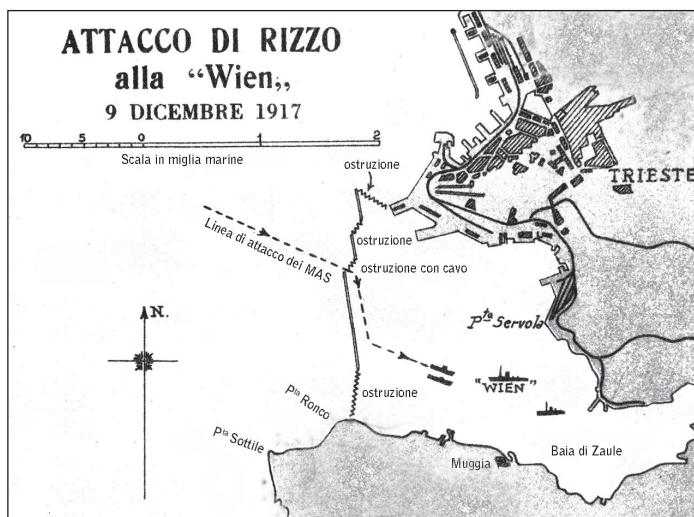 ATTACCO DI RIZZO
alla “Wien„
9 DICEMBRE 1917
10 0 1 2
Scala in miglia marine
ostruzione
TRIESTE
Linea di attacco dei MAS
ostruzione
ostruzione con cavo
N.
Pta Servola
"WIEN"
ostruzione
Pta Ronco
Pta Sottile
Muggia
Baia di Zaule